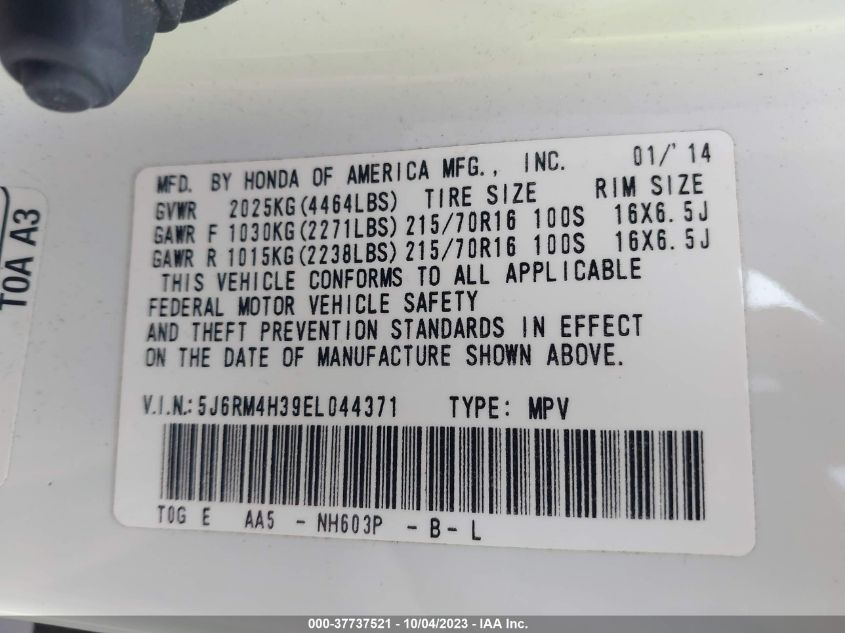 MFD. BY HONDA OF AMERICA MFG., INC. 01/'14
GVWR 2025KG(4464LBS) TIRE SIZE RIM SIZE
GAWR F 1030KG(2271LBS) 215/70R16 100S 16X6.5J
GAWR R 1015KG(2238LBS) 215/70R16 100S 16X6.5J
THIS VEHICLE CONFORMS TO ALL APPLICABLE
FEDERAL MOTOR VEHICLE SAFETY
AND THEFT PREVENTION STANDARDS IN EFFECT
ON THE DATE OF MANUFACTURE SHOWN ABOVE.
V.I.N.: 5J6RM4H39EL044371 TYPE: MPV
T0G E AA5 - NH603P - B - L
T0A A3
000-37737521 - 10/04/2023 - IAA Inc.